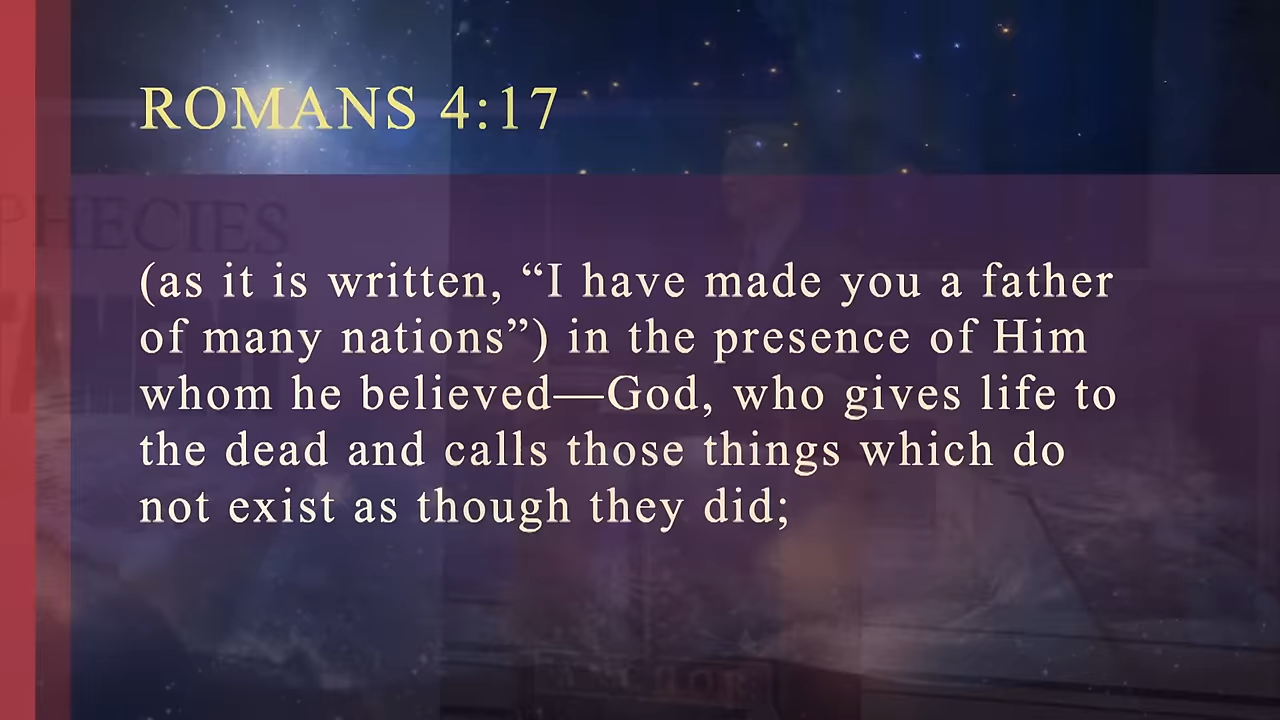 ROMANS 4:17
PHECIES
(as it is written, “I have made you a father
of many nations”) in the presence of Him
whom he believed—God, who gives life to
the dead and calls those things which do
not exist as though they did;